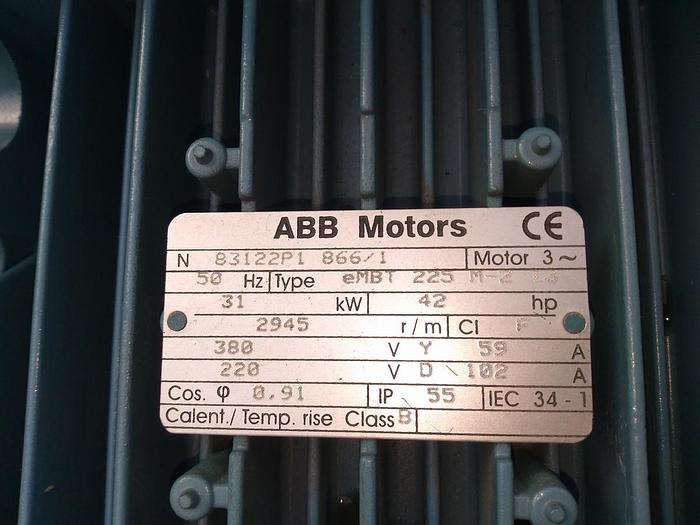 ABB Motors CE
N 83122P1 866/1 Motor 3~
50 Hz Type eMBT 225 M-2
31 kW 42 hp
2945 r/m Cl F
380 V Y 59 A
220 V D 102 A
Cos. φ 0,91 IP 55 IEC 34-1
Calent./Temp. rise Class B